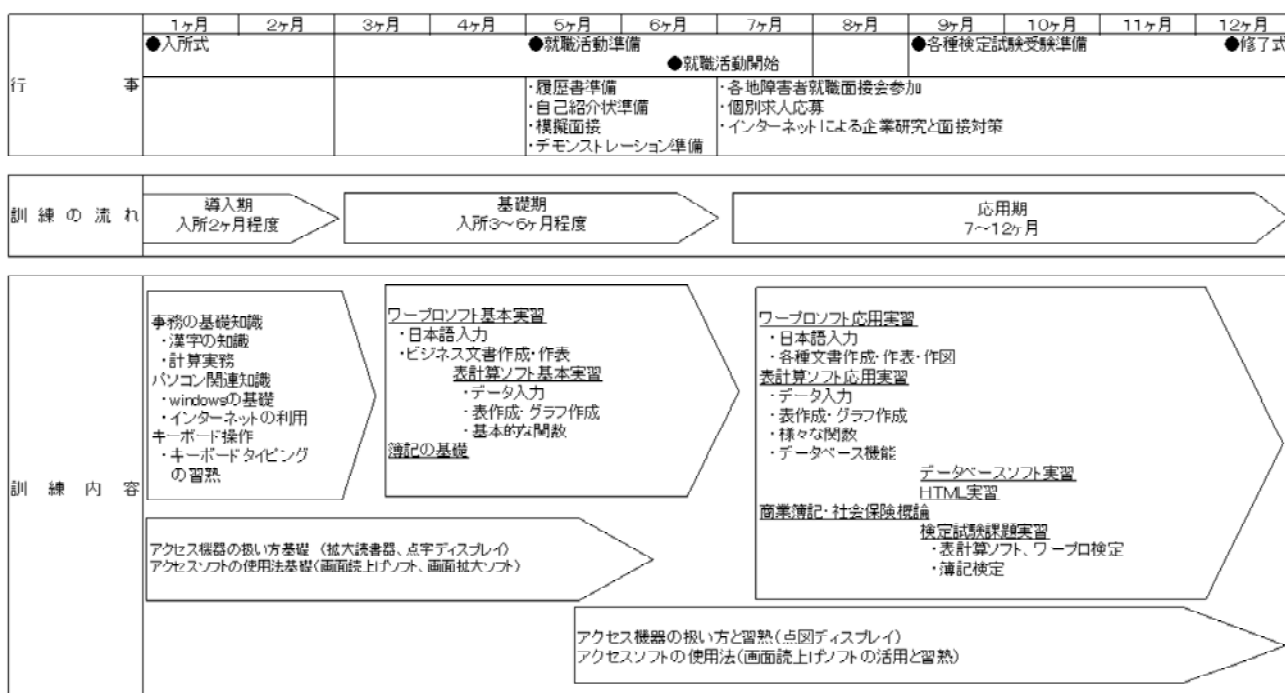 1ヶ月 2ヶ月 3ヶ月 4ヶ月 5ヶ月 6ヶ月 7ヶ月 8ヶ月 9ヶ月 10ヶ月 11ヶ月 12ヶ月
行事
●入所式 ●就職活動準備 ●各種検定試験受験準備 ●修了式
●就職活動開始
・履歴書準備 ・各地障害者就職面接会参加
・自己紹介状準備 ・個別求人応募
・模擬面接 ・インターネットによる企業研究と面接対策
・デモンストレーション準備
訓練の流れ
導入期
入所2ヶ月程度
基礎期
入所3～6ヶ月程度
応用期
7～12ヶ月
訓練内容
事務の基礎知識
・漢字の知識
・計算実務
パソコン関連知識
・windowsの基礎
・インターネットの利用
キーボード操作
・キーボードタイピング
の習熟
ワープロソフト基本実習
・日本語入力
・ビジネス文書作成・作表
表計算ソフト基本実習
・データ入力
・表作成・グラフ作成
・基本的な関数
簿記の基礎
ワープロソフト応用実習
・日本語入力
・各種文書作成・作表・作図
表計算ソフト応用実習
・データ入力
・表作成・グラフ作成
・様々な関数
・データベース機能
データベースソフト実習
HTML実習
商業簿記・社会保険概論
検定試験課題実習
・表計算ソフト、ワープロ検定
・簿記検定
アクセス機器の扱い方基礎 (拡大読書器、点字ディスプレイ)
アクセスソフトの使用法基礎(画面読上げソフト、画面拡大ソフト)
アクセス機器の扱い方と習熟(点図ディスプレイ)
アクセスソフトの使用法(画面読上げソフトの活用と習熟)